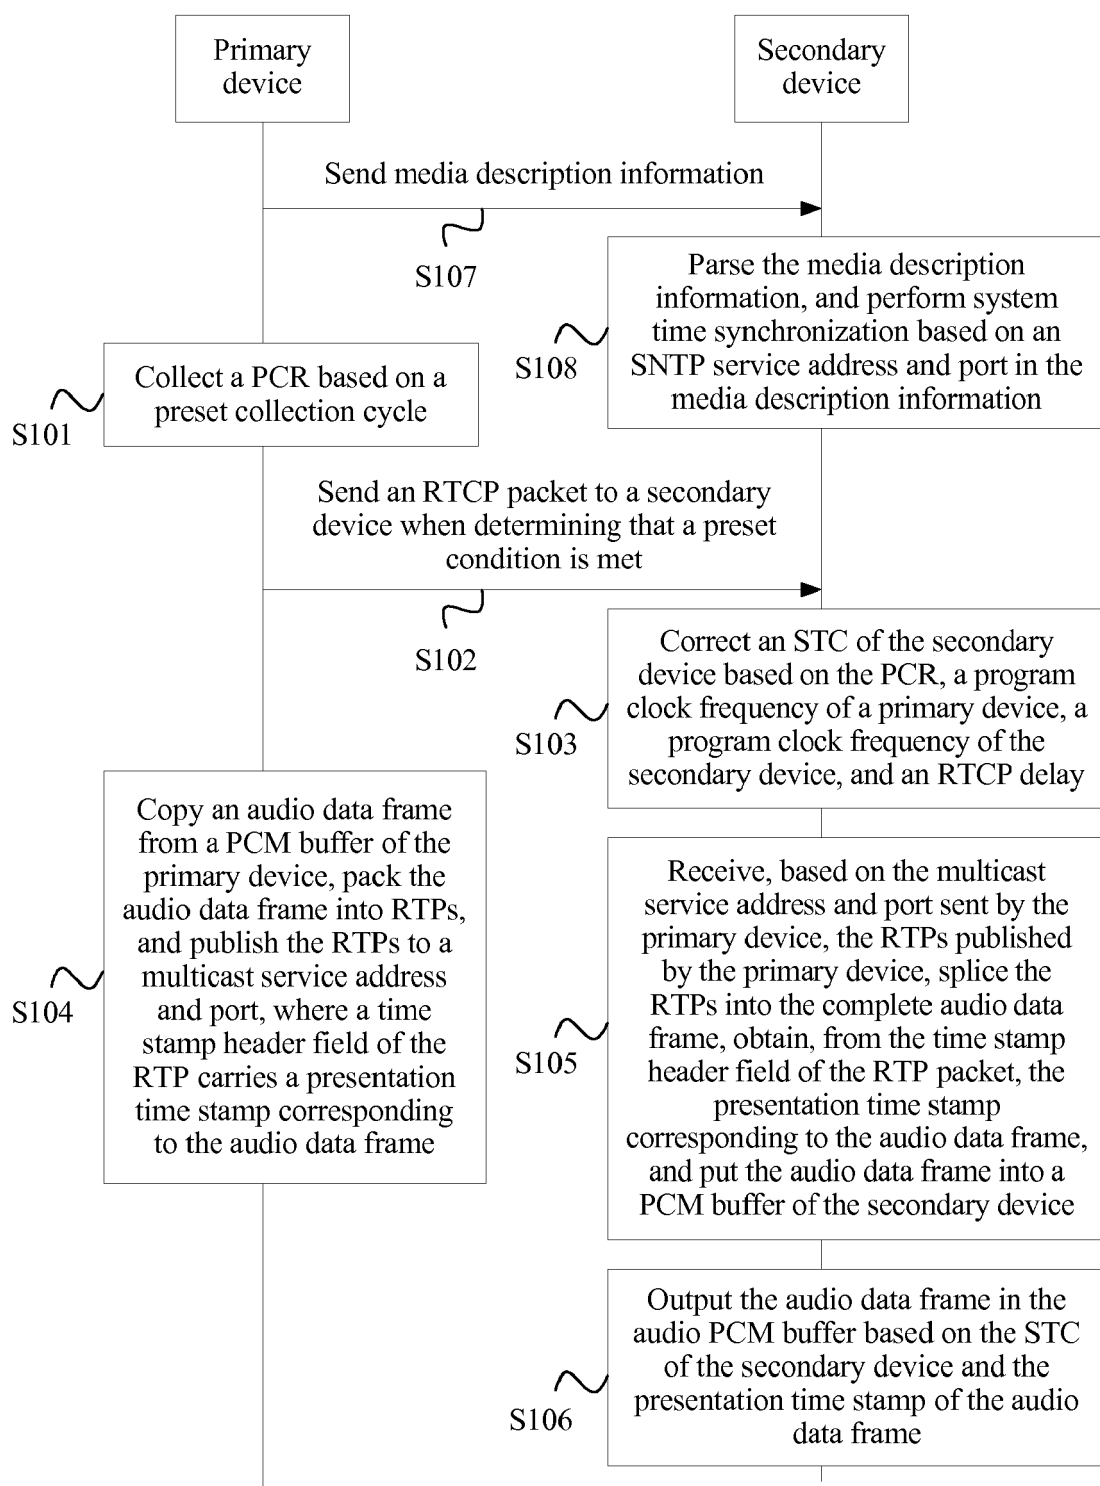 Primary
device
Secondary
device
Send media description information
S107
Parse the media description
information, and perform system
time synchronization based on an
SNTP service address and port in the
media description information
S108
Collect a PCR based on a
preset collection cycle
S101
Send an RTCP packet to a secondary
device when determining that a preset
condition is met
S102
Correct an STC of the secondary
device based on the PCR, a program
clock frequency of a primary device, a
program clock frequency of the
secondary device, and an RTCP delay
S103
Copy an audio data frame
from a PCM buffer of the
primary device, pack the
audio data frame into RTPs,
and publish the RTPs to a
multicast service address
and port, where a time
stamp header field of the
RTP carries a presentation
time stamp corresponding
to the audio data frame
S104
Receive, based on the multicast
service address and port sent by the
primary device, the RTPs published
by the primary device, splice the
RTPs into the complete audio data
frame, obtain, from the time stamp
header field of the RTP packet, the
presentation time stamp
corresponding to the audio data frame,
and put the audio data frame into a
PCM buffer of the secondary device
S105
Output the audio data frame in the
audio PCM buffer based on the STC
of the secondary device and the
presentation time stamp of the audio
data frame
S106